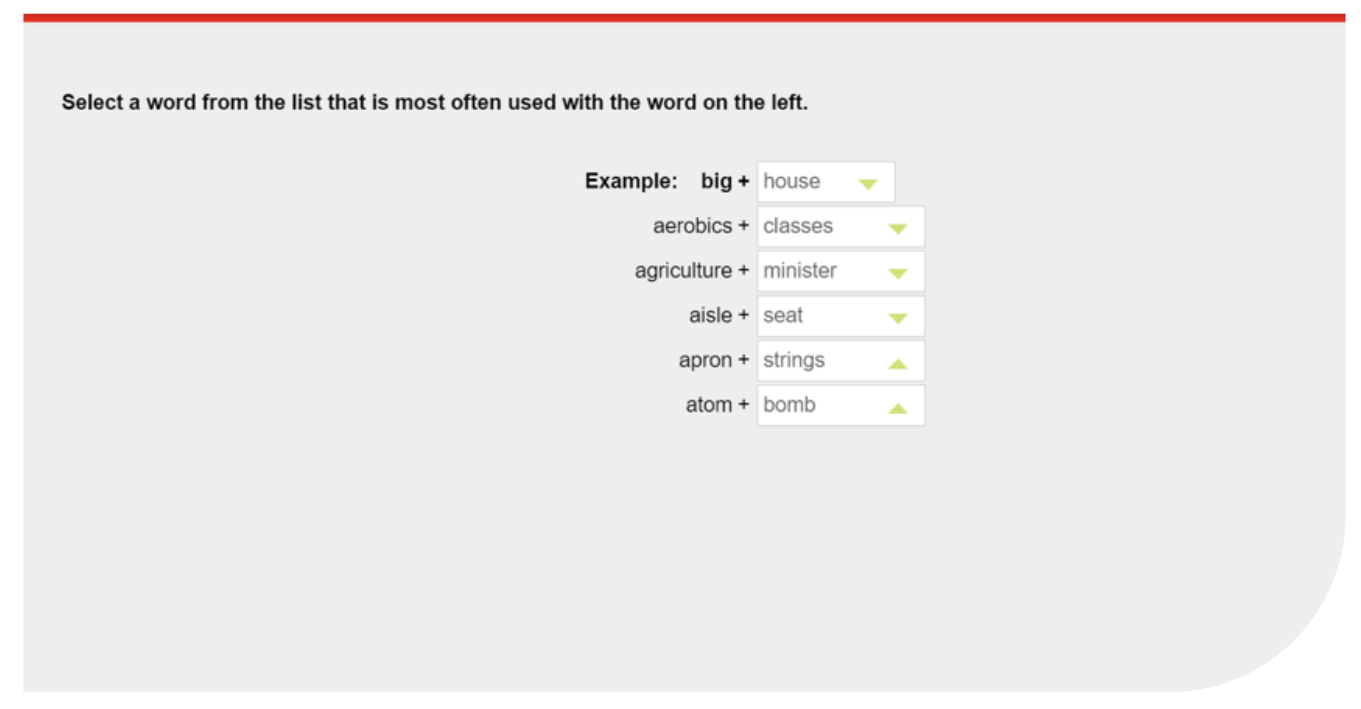 Select a word from the list that is most often used with the word on the left.
Example: big + house
aerobics + classes
agriculture + minister
aisle + seat
apron + strings
atom + bomb